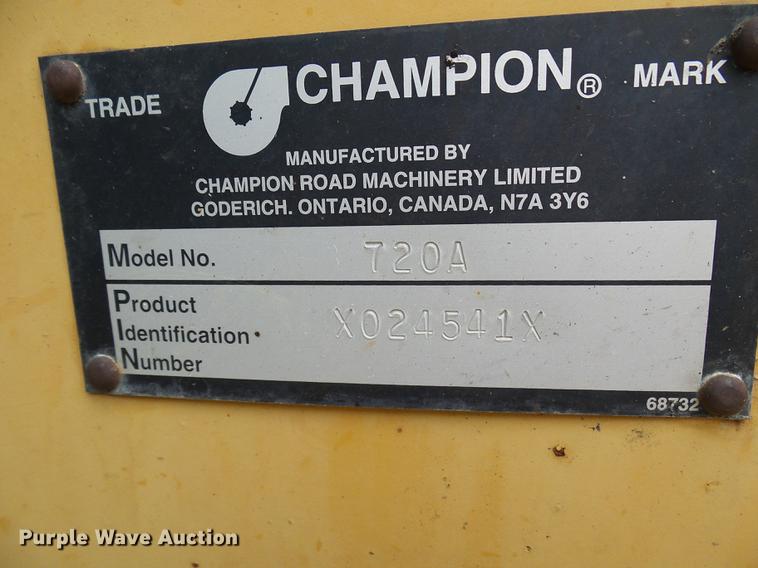 TRADE CHAMPION® MARK
MANUFACTURED BY
CHAMPION ROAD MACHINERY LIMITED
GODERICH. ONTARIO, CANADA, N7A 3Y6
Model No. 720A
Product
Identification X024541X
Number
68732
Purple Wave Auction